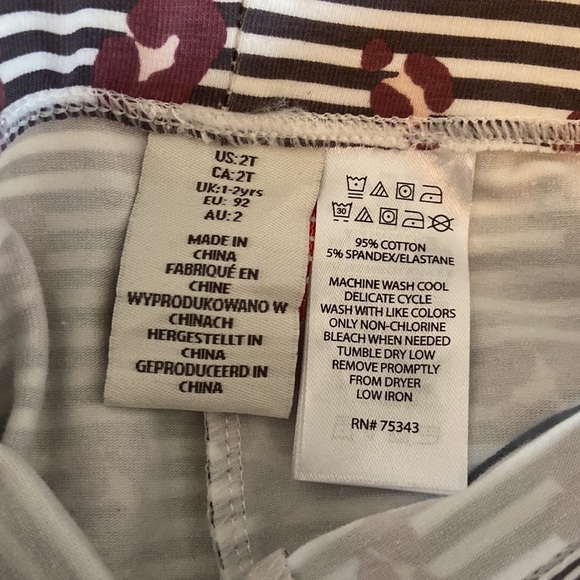 US: 2T
CA: 2T
UK: 1-2yrs
EU: 92
AU: 2
MADE IN
CHINA
FABRIQUÉ EN
CHINE
WYPRODUKOWANO W
CHINACH
HERGESTELLT IN
CHINA
GEPRODUCEERD IN
CHINA
30
95% COTTON
5% SPANDEX/ELASTANE
MACHINE WASH COOL
DELICATE CYCLE
WASH WITH LIKE COLORS
ONLY NON-CHLORINE
BLEACH WHEN NEEDED
TUMBLE DRY LOW
REMOVE PROMPTLY
FROM DRYER
LOW IRON
RN# 75343